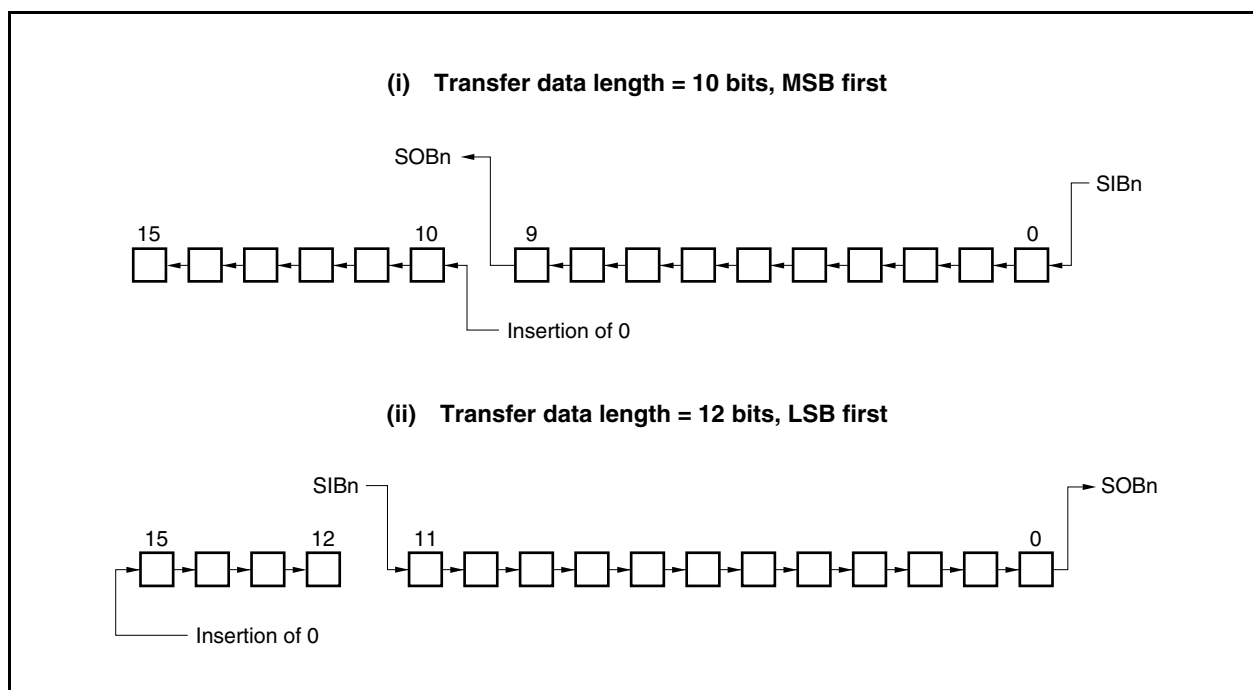 (i) Transfer data length = 10 bits, MSB first
SOBn
SIBn
15 10 9 0
Insertion of 0
(ii) Transfer data length = 12 bits, LSB first
SIBn
SOBn
15 12 11 0
Insertion of 0